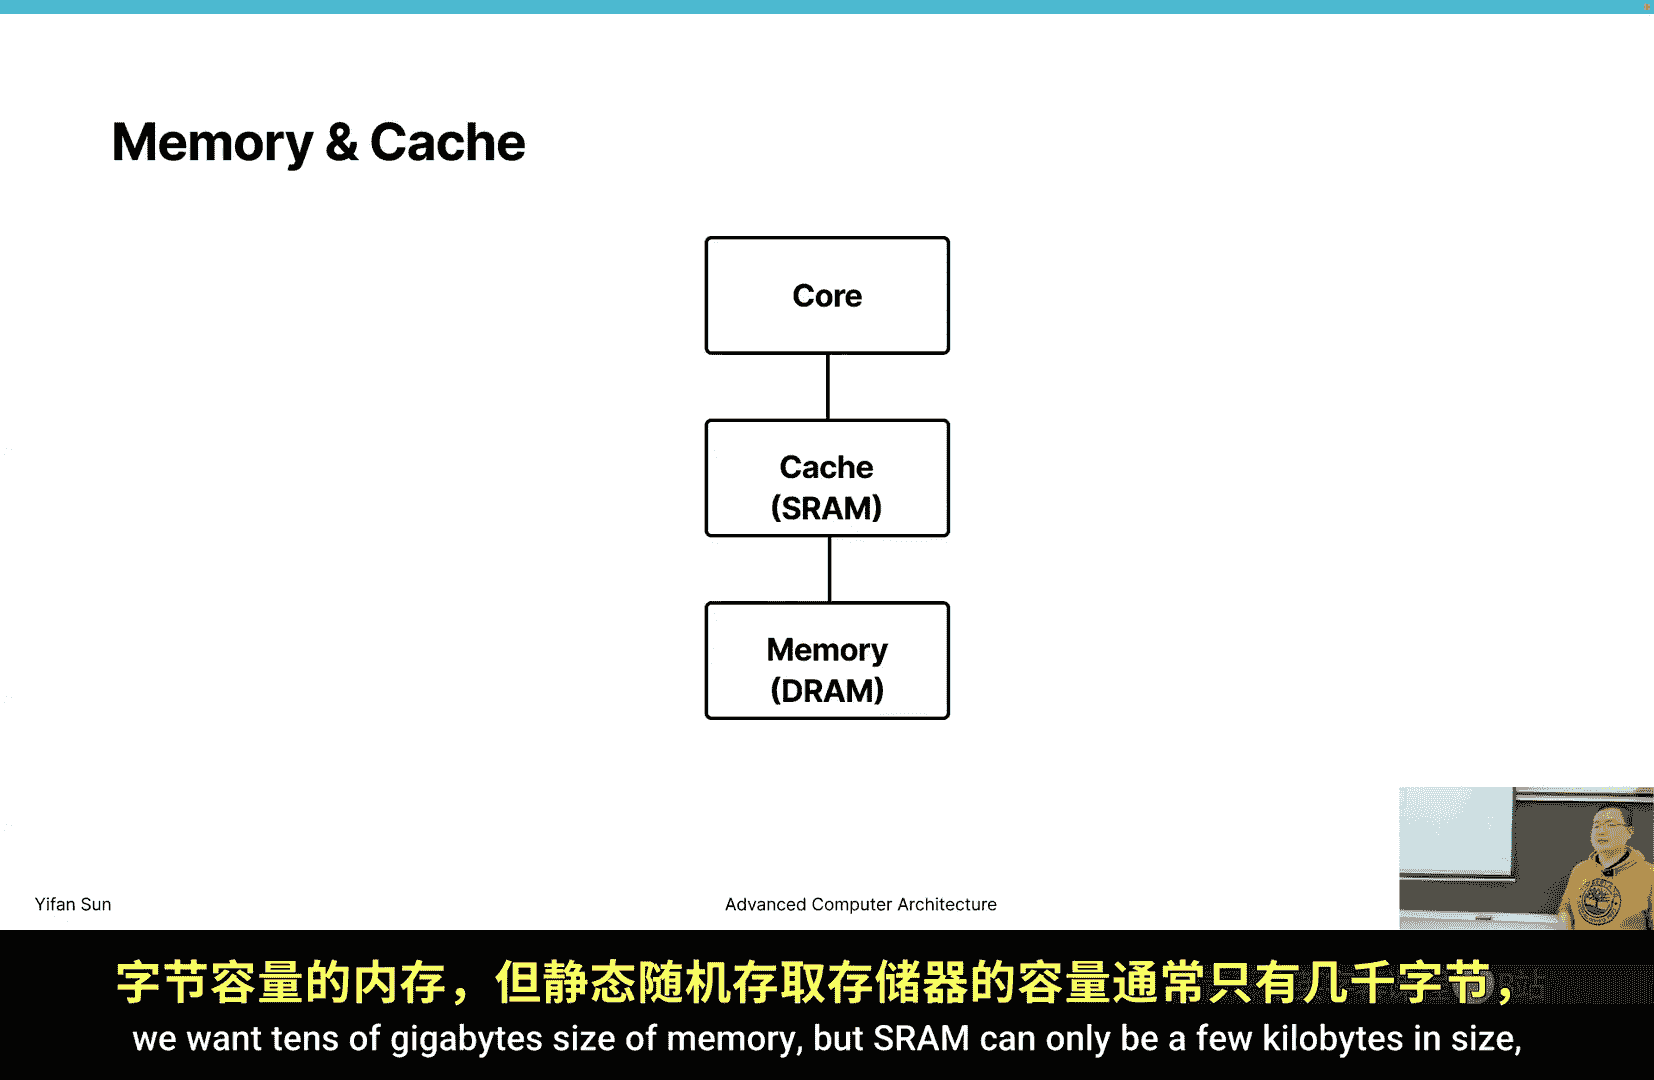 Memory & Cache
Core
Cache
(SRAM)
Memory
(DRAM)
Yifan Sun
Advanced Computer Architecture
字节容量的内存，但静态随机存取存储器的容量通常只有几千字节，
we want tens of gigabytes size of memory, but SRAM can only be a few kilobytes in size,